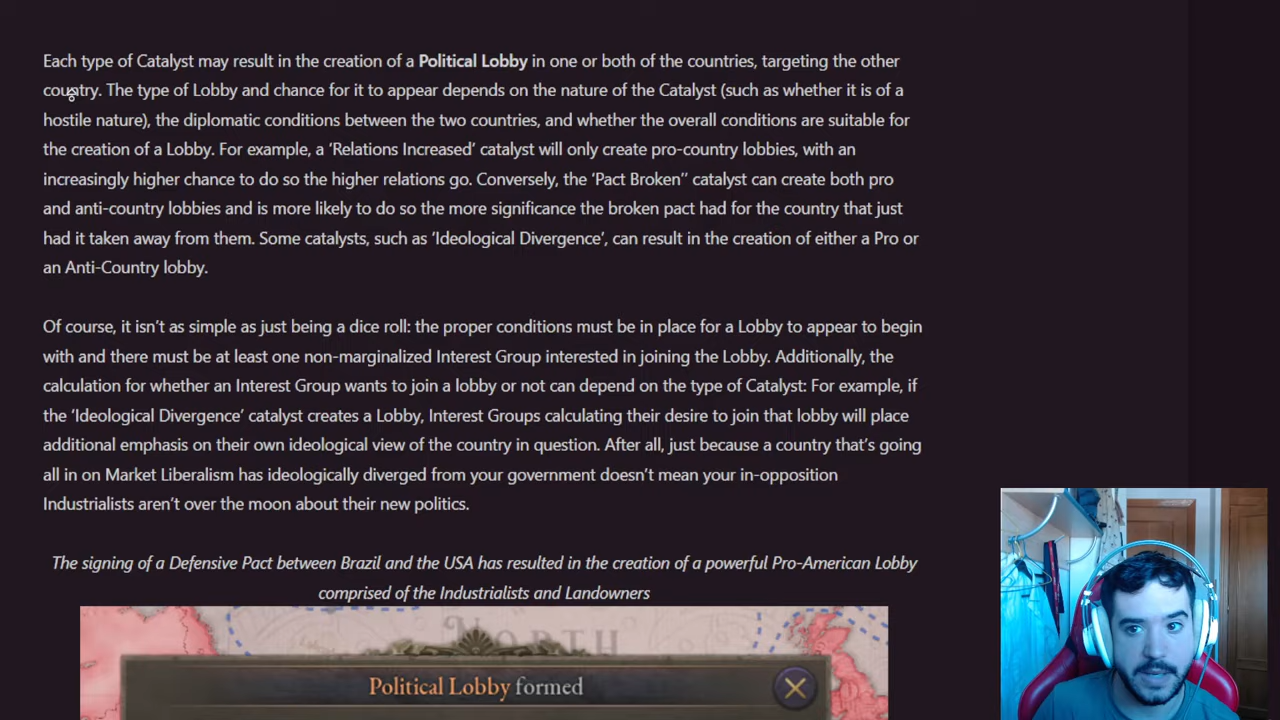 Each type of Catalyst may result in the creation of a Political Lobby in one or both of the countries, targeting the other
country. The type of Lobby and chance for it to appear depends on the nature of the Catalyst (such as whether it is of a
hostile nature), the diplomatic conditions between the two countries, and whether the overall conditions are suitable for
the creation of a Lobby. For example, a ‘Relations Increased’ catalyst will only create pro-country lobbies, with an
increasingly higher chance to do so the higher relations go. Conversely, the ‘Pact Broken’’ catalyst can create both pro
and anti-country lobbies and is more likely to do so the more significance the broken pact had for the country that just
had it taken away from them. Some catalysts, such as ‘Ideological Divergence’, can result in the creation of either a Pro or
an Anti-Country lobby.
Of course, it isn’t as simple as just being a dice roll: the proper conditions must be in place for a Lobby to appear to begin
with and there must be at least one non-marginalized Interest Group interested in joining the Lobby. Additionally, the
calculation for whether an Interest Group wants to join a lobby or not can depend on the type of Catalyst: For example, if
the ‘Ideological Divergence’ catalyst creates a Lobby, Interest Groups calculating their desire to join that lobby will place
additional emphasis on their own ideological view of the country in question. After all, just because a country that’s going
all in on Market Liberalism has ideologically diverged from your government doesn’t mean your in-opposition
Industrialists aren’t over the moon about their new politics.
The signing of a Defensive Pact between Brazil and the USA has resulted in the creation of a powerful Pro-American Lobby
comprised of the Industrialists and Landowners
NORTH
Political Lobby formed